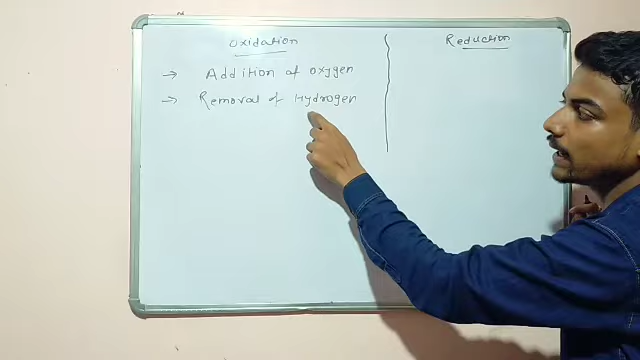 Oxidation
→ Addition of oxygen
→ Removal of Hydrogen
Reduction